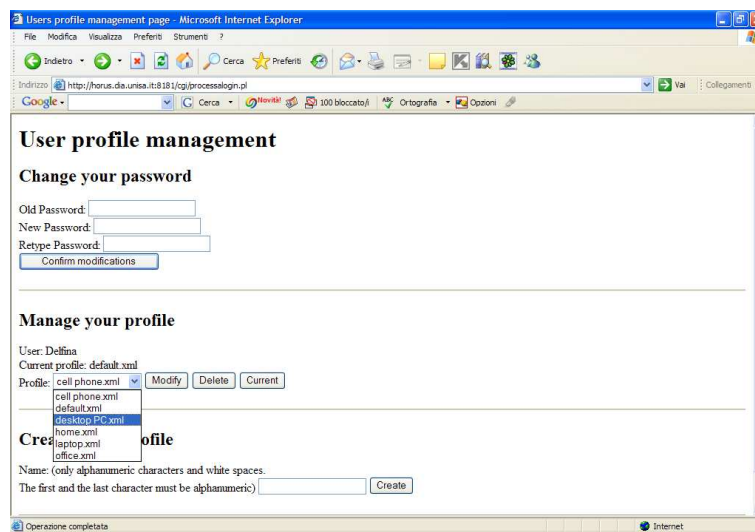 Users profile management page - Microsoft Internet Explorer
File Modifica Visualizza Preferiti Strumenti ?
Indietro Cerca Preferiti
Indirizzo http://horus.dia.unisa.it:8181/cgi/processalogin.pl Vai Collegamenti
Google Cerca Novità! 100 bloccato/i ABC Ortografia Opzioni
User profile management
Change your password
Old Password:
New Password:
Retype Password:
Confirm modifications
Manage your profile
User: Delfina
Current profile: default.xml
Profile: cell phone.xml Modify Delete Current
cell phone.xml
default.xml
desktop PC.xml
home.xml
laptop.xml
office.xml
Crea ofile
Name: (only alphanumeric characters and white spaces.
The first and the last character must be alphanumeric) Create
Operazione completata Internet